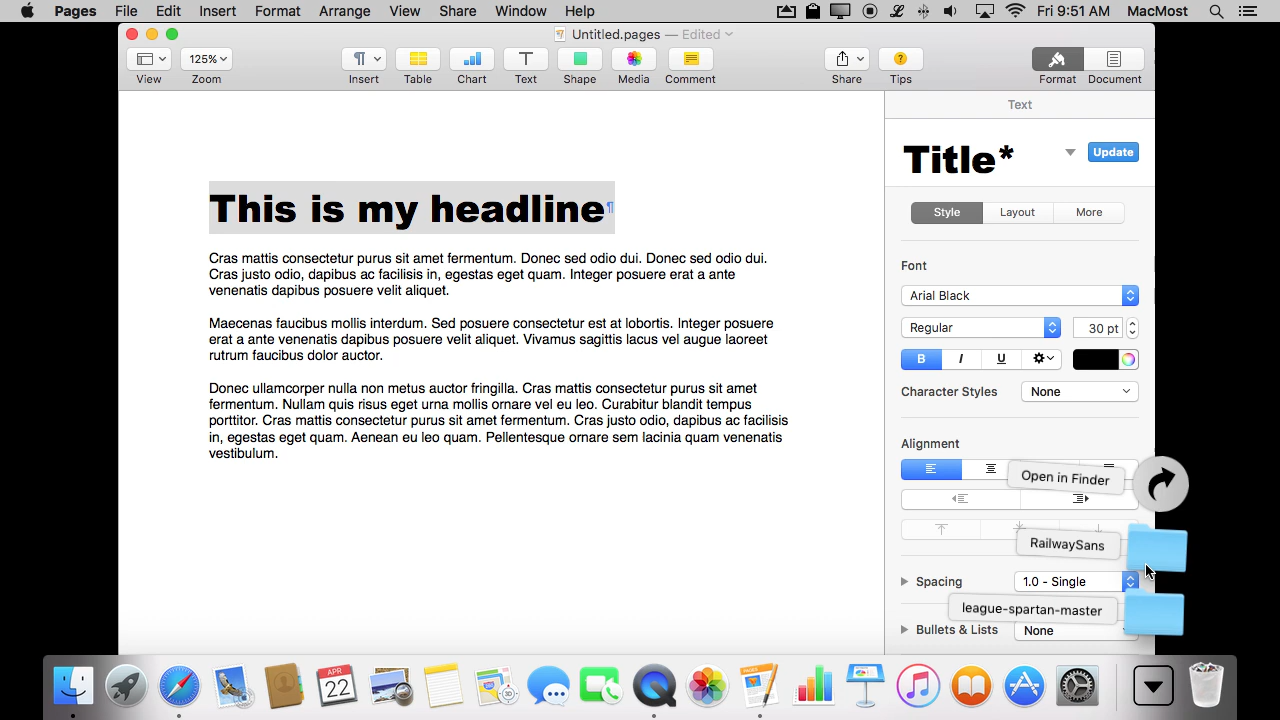 Pages File Edit Insert Format Arrange View Share Window Help Fri 9:51 AM MacMost
Untitled.pages — Edited
125%
View Zoom Insert Table Chart Text Shape Media Comment Share Tips Format Document
Text
Title* Update
Style Layout More
Font
Arial Black
Regular 30 pt
B I U
Character Styles None
Alignment
Spacing 1.0 - Single
Bullets & Lists None
This is my headline¶
Cras mattis consectetur purus sit amet fermentum. Donec sed odio dui. Donec sed odio dui.
Cras justo odio, dapibus ac facilisis in, egestas eget quam. Integer posuere erat a ante
venenatis dapibus posuere velit aliquet.
Maecenas faucibus mollis interdum. Sed posuere consectetur est at lobortis. Integer posuere
erat a ante venenatis dapibus posuere velit aliquet. Vivamus sagittis lacus vel augue laoreet
rutrum faucibus dolor auctor.
Donec ullamcorper nulla non metus auctor fringilla. Cras mattis consectetur purus sit amet
fermentum. Nullam quis risus eget urna mollis ornare vel eu leo. Curabitur blandit tempus
porttitor. Cras mattis consectetur purus sit amet fermentum. Cras justo odio, dapibus ac facilisis
in, egestas eget quam. Aenean eu leo quam. Pellentesque ornare sem lacinia quam venenatis
vestibulum.
Open in Finder
RailwaySans
league-spartan-master
APR
22